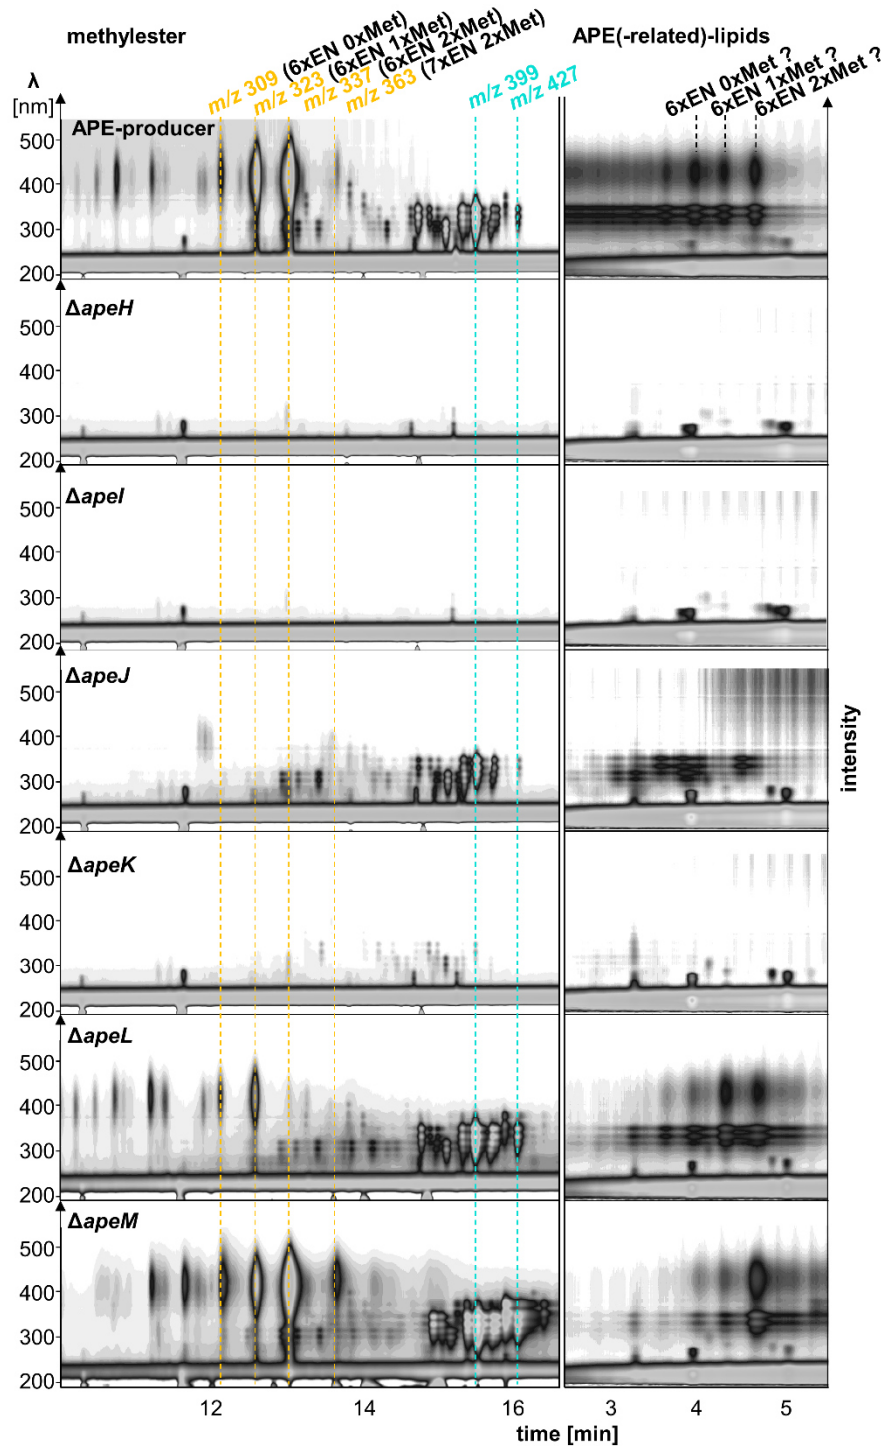 methylester
APE(-related)-lipids
m/z 309 (6xEN 0xMet)
m/z 323 (6xEN 1xMet)
m/z 337 (6xEN 2xMet)
m/z 363 (7xEN 2xMet)
m/z 399
m/z 427
6xEN 0xMet ?
6xEN 1xMet ?
6xEN 2xMet ?
λ
[nm]
APE-producer
500
400
300
200
ΔapeH
500
400
300
200
ΔapeI
500
400
300
200
ΔapeJ
500
400
300
200
intensity
ΔapeK
500
400
300
200
ΔapeL
500
400
300
200
ΔapeM
500
400
300
200
12 14 16 3 4 5
time [min]